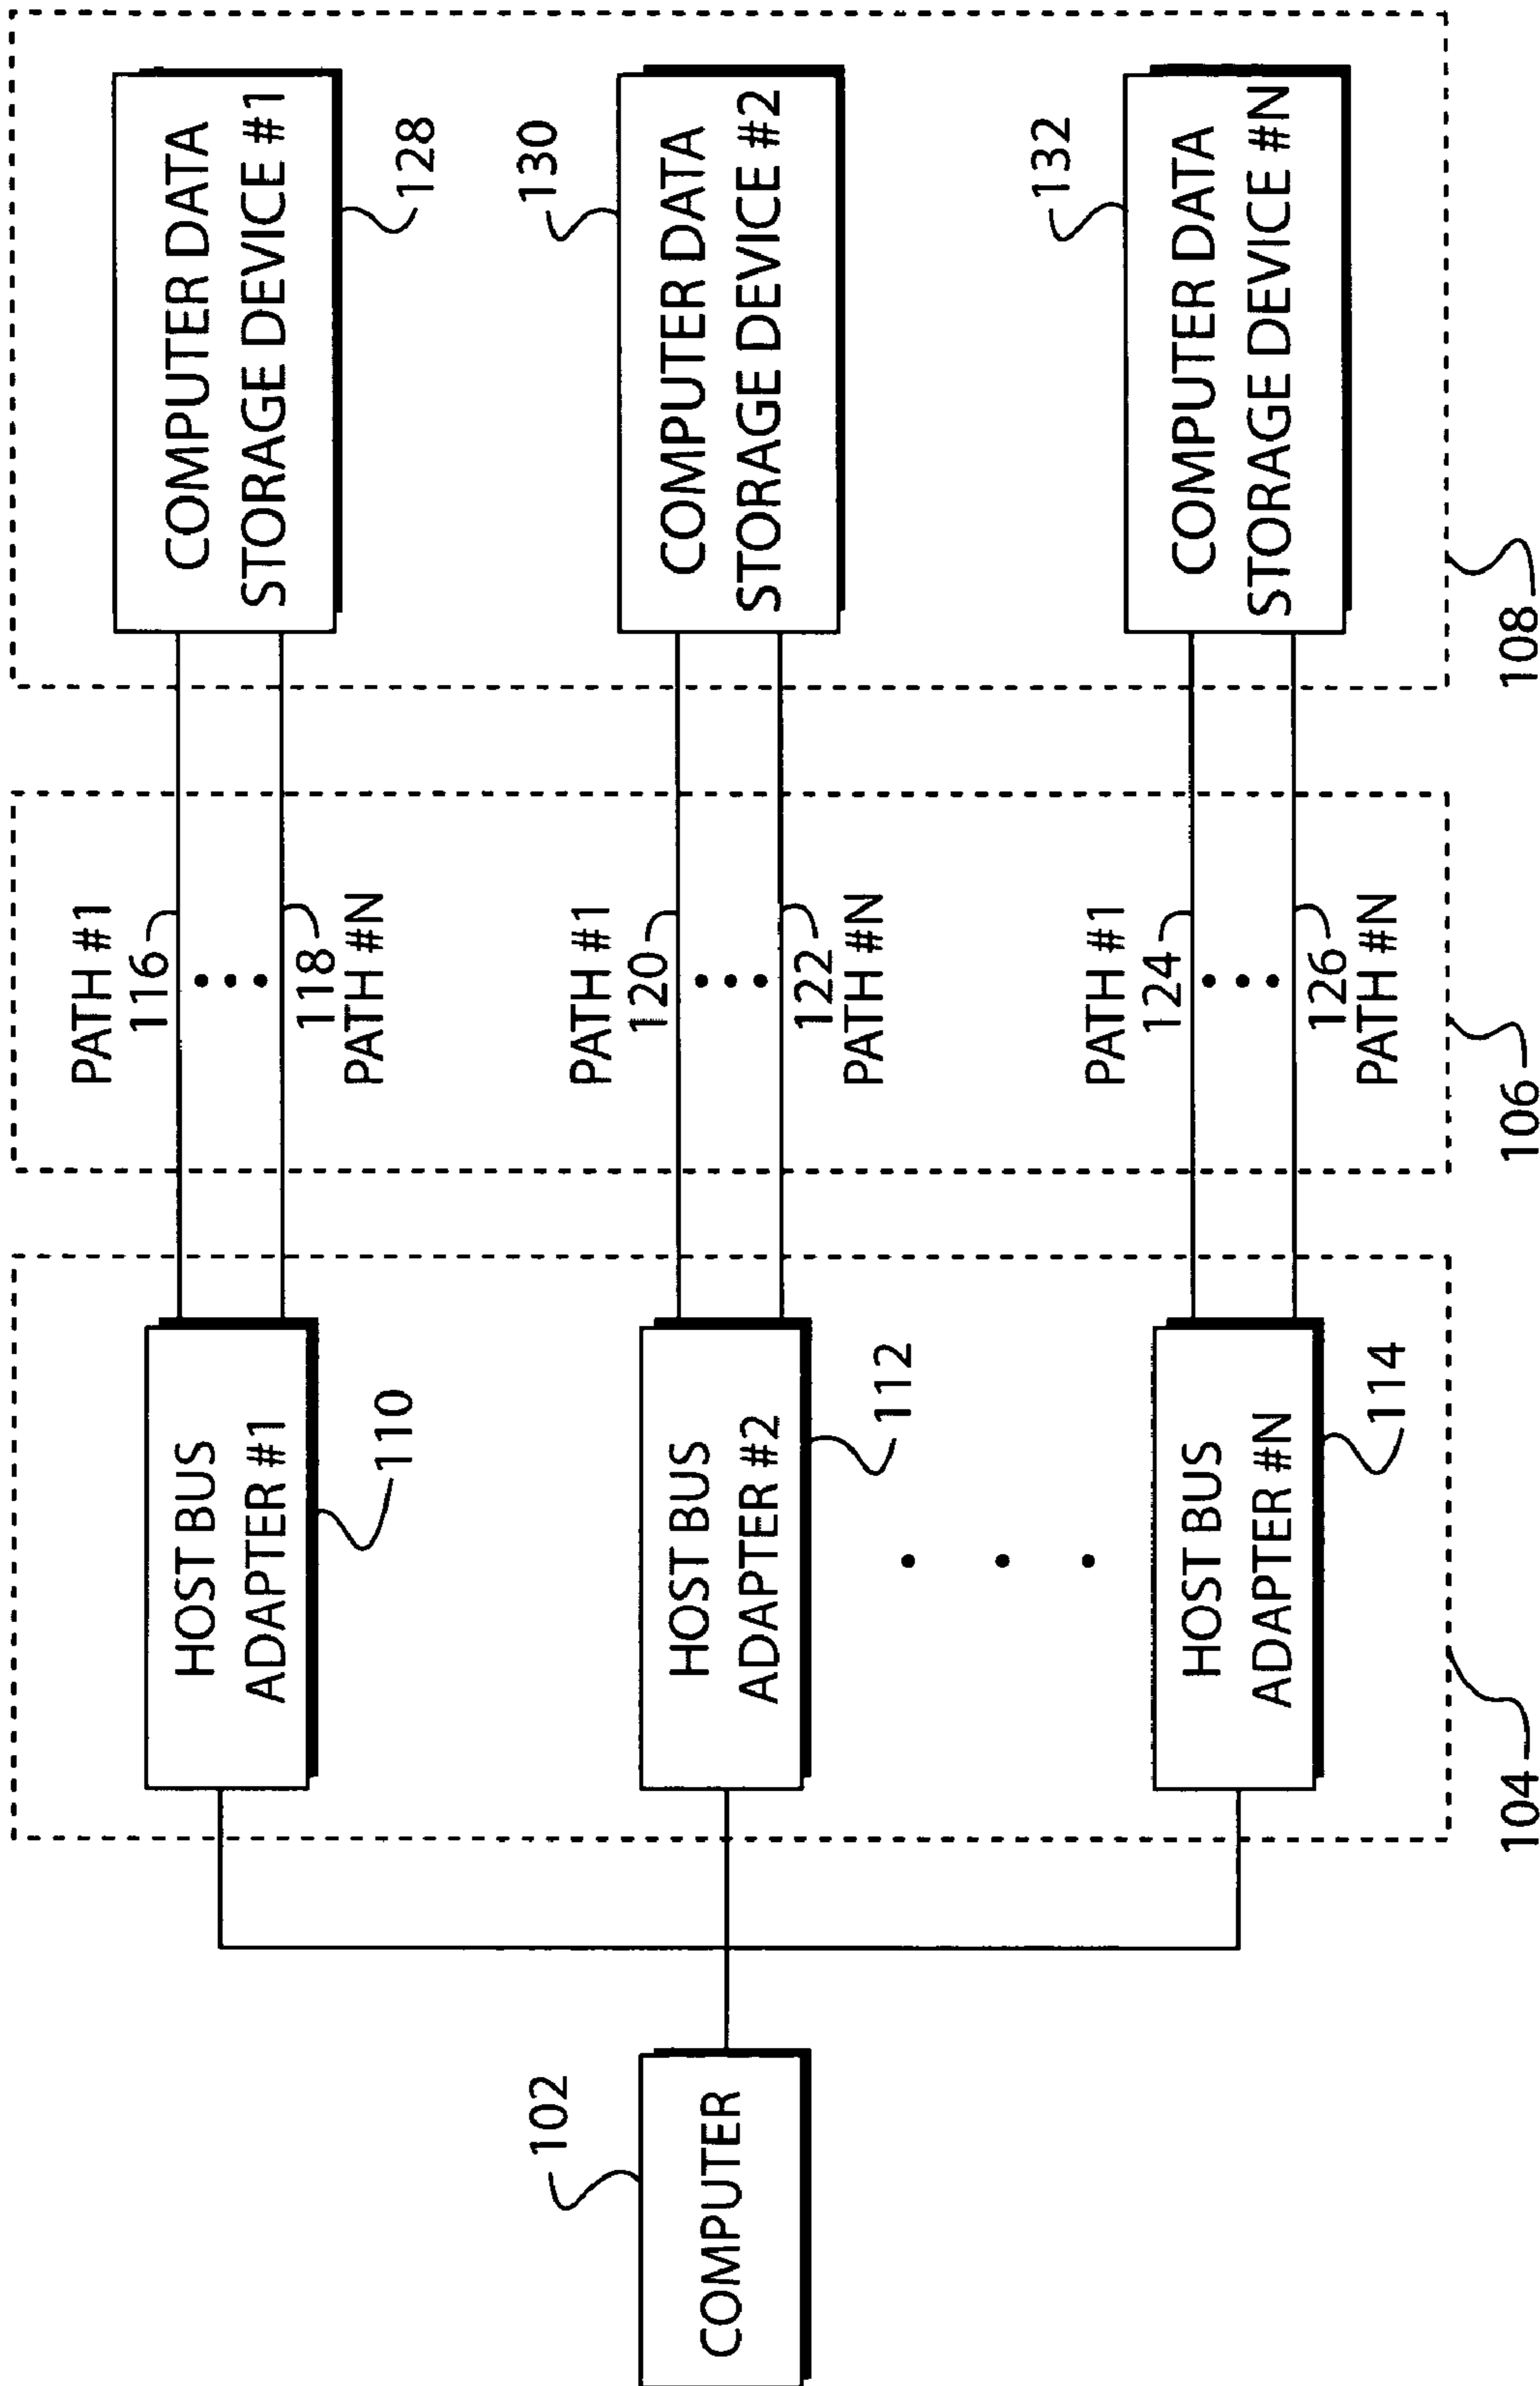 COMPUTER
102
HOST BUS
ADAPTER #1
110
HOST BUS
ADAPTER #2
112
HOST BUS
ADAPTER #N
114
104
PATH #1
116
118
PATH #N
PATH #1
120
122
PATH #N
PATH #1
124
126
PATH #N
106
COMPUTER DATA
STORAGE DEVICE #1
128
130
COMPUTER DATA
STORAGE DEVICE #2
132
COMPUTER DATA
STORAGE DEVICE #N
108